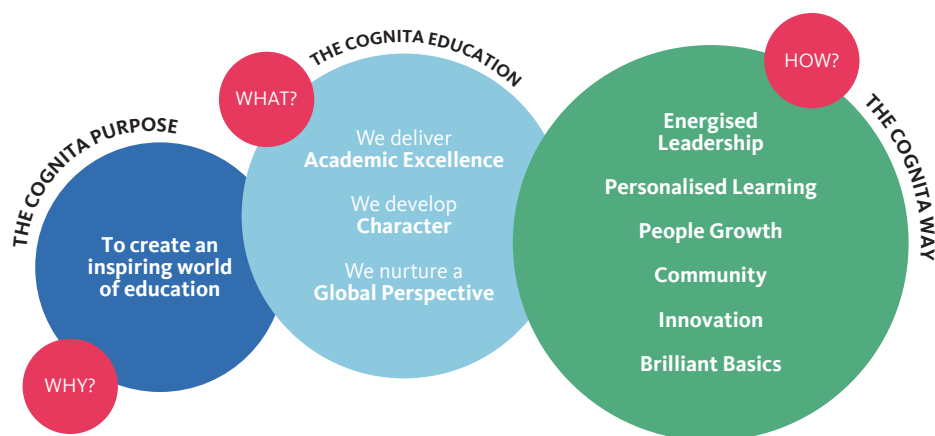 THE COGNITA PURPOSE
To create an
inspiring world
of education
WHY?
THE COGNITA EDUCATION
WHAT?
We deliver
Academic Excellence
We develop
Character
We nurture a
Global Perspective
THE COGNITA WAY
HOW?
Energised
Leadership
Personalised Learning
People Growth
Community
Innovation
Brilliant Basics